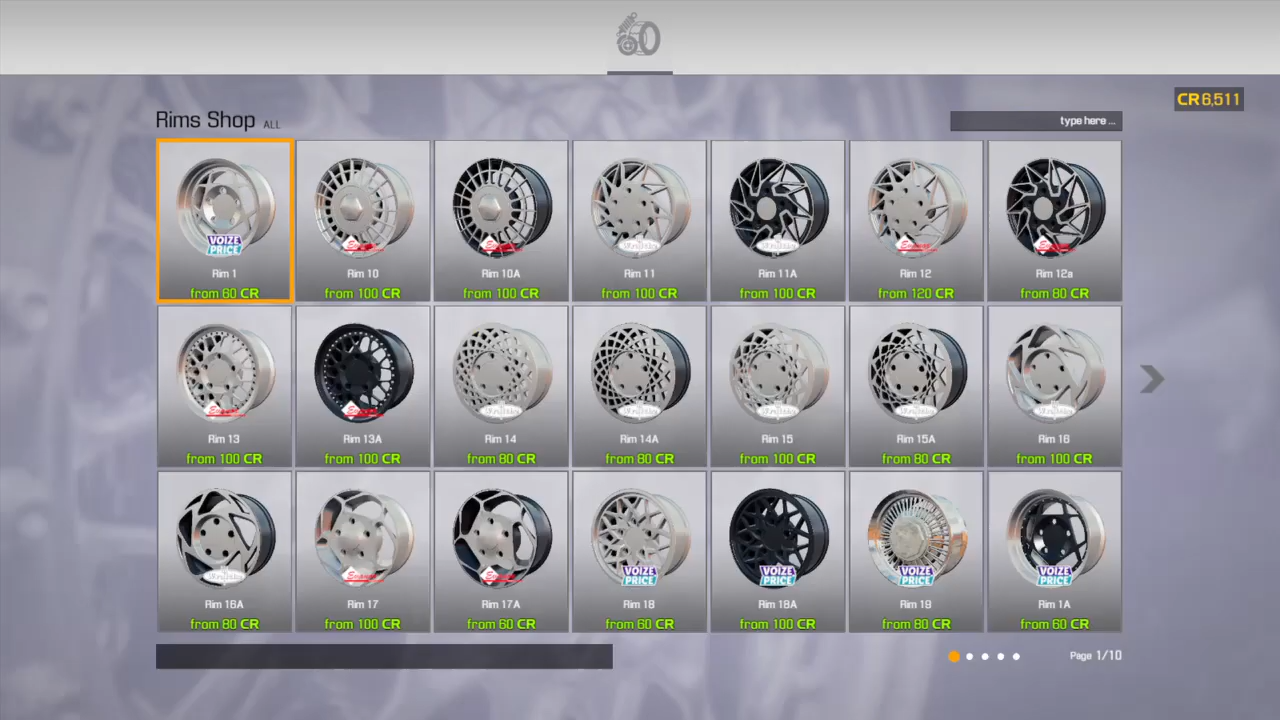 CR 6,511
Rims Shop ALL
type here ...
VOIZE PRICE
Rim 1
from 60 CR
Rim 10
from 100 CR
Rim 10A
from 100 CR
Rim 11
from 100 CR
Rim 11A
from 100 CR
Rim 12
from 120 CR
Rim 12a
from 80 CR
Rim 13
from 100 CR
Rim 13A
from 100 CR
Rim 14
from 80 CR
Rim 14A
from 80 CR
Rim 15
from 100 CR
Rim 15A
from 80 CR
Rim 16
from 100 CR
Rim 16A
from 80 CR
Rim 17
from 100 CR
Rim 17A
from 60 CR
VOIZE PRICE
Rim 18
from 60 CR
VOIZE PRICE
Rim 18A
from 100 CR
VOIZE PRICE
Rim 19
from 80 CR
VOIZE PRICE
Rim 1A
from 60 CR
Page 1/10